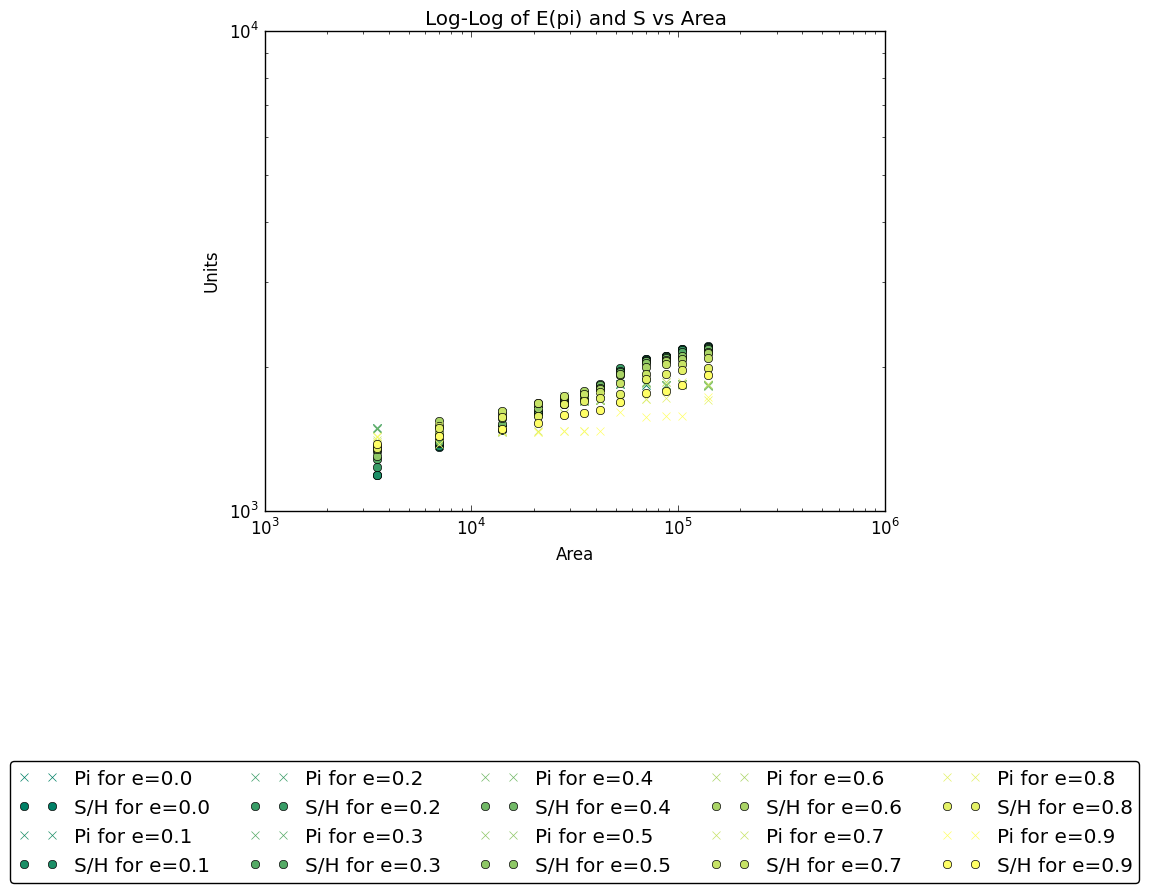 Log-Log of E(pi) and S vs Area
10^4
Units
10^3
10^3 10^4 10^5 10^6
Area
Pi for e=0.0 Pi for e=0.2 Pi for e=0.4 Pi for e=0.6 Pi for e=0.8
S/H for e=0.0 S/H for e=0.2 S/H for e=0.4 S/H for e=0.6 S/H for e=0.8
Pi for e=0.1 Pi for e=0.3 Pi for e=0.5 Pi for e=0.7 Pi for e=0.9
S/H for e=0.1 S/H for e=0.3 S/H for e=0.5 S/H for e=0.7 S/H for e=0.9